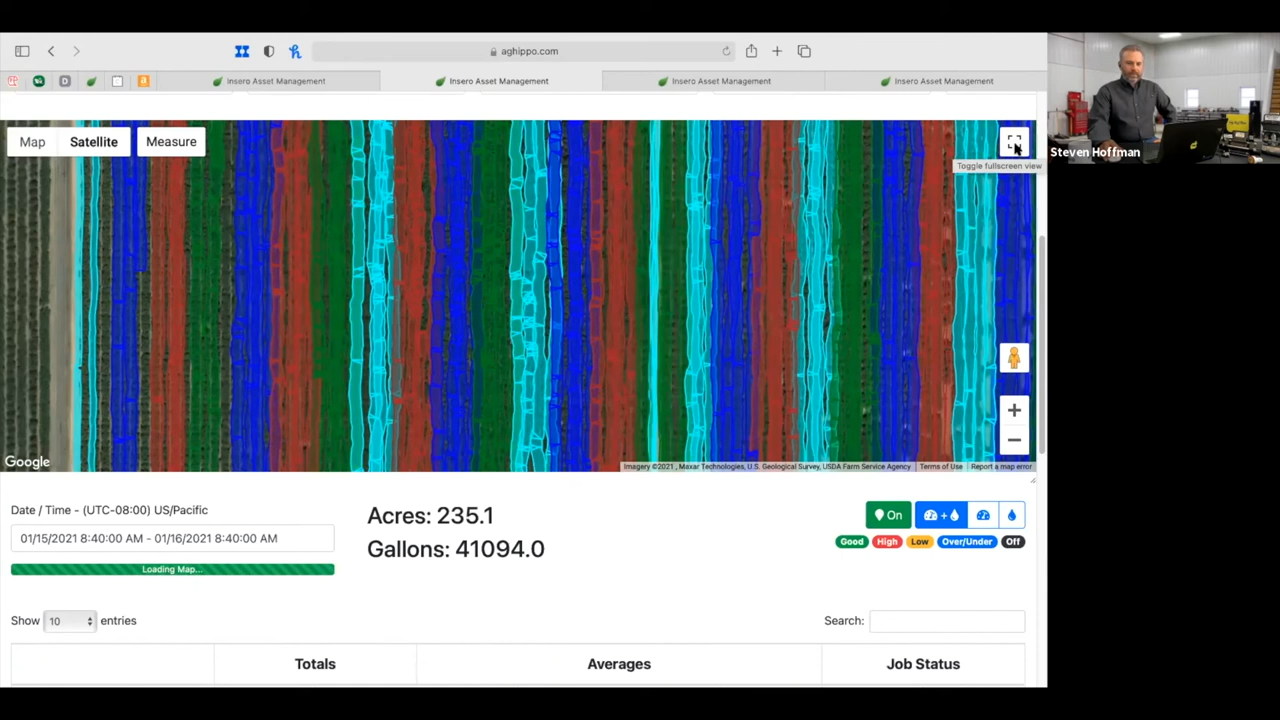 aghippo.com
Insero Asset Management
Insero Asset Management
Insero Asset Management
Insero Asset Management
Map
Satellite
Measure
Toggle fullscreen view
Steven Hoffman
Google
Imagery ©2021 , Maxar Technologies, U.S. Geological Survey, USDA Farm Service Agency
Terms of Use
Report a map error
Date / Time - (UTC-08:00) US/Pacific
01/15/2021 8:40:00 AM - 01/16/2021 8:40:00 AM
Loading Map...
Acres: 235.1
Gallons: 41094.0
On
+
Good
High
Low
Over/Under
Off
Show 10 entries
Search:
Totals
Averages
Job Status